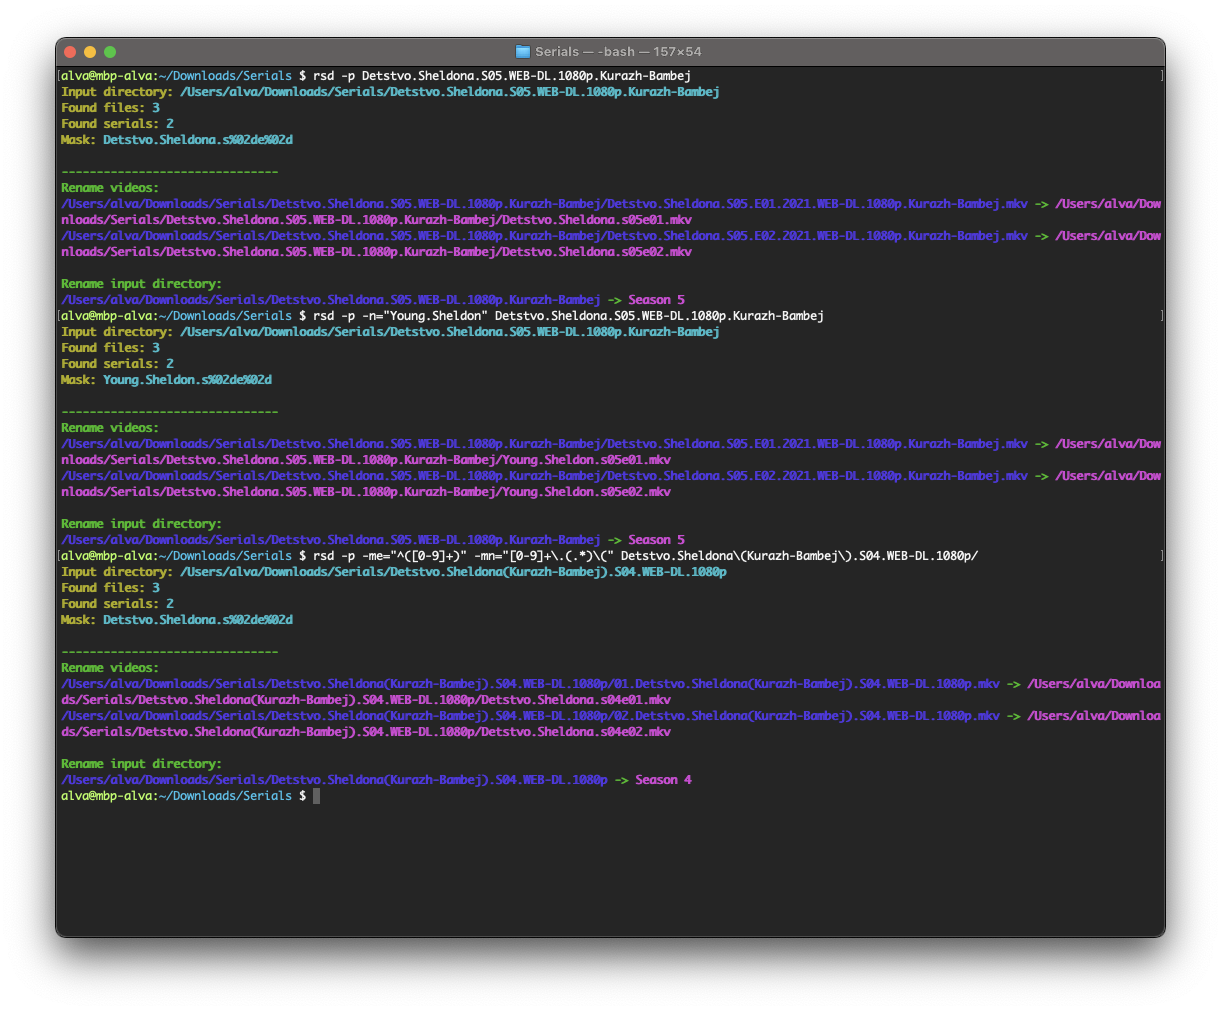 Serials — -bash — 157×54
alva@mbp-alva:~/Downloads/Serials $ rsd -p Detstvo.Sheldona.S05.WEB-DL.1080p.Kurazh-Bambej
Input directory: /Users/alva/Downloads/Serials/Detstvo.Sheldona.S05.WEB-DL.1080p.Kurazh-Bambej
Found files: 3
Found serials: 2
Mask: Detstvo.Sheldona.s%02de%02d
-------------------------------
Rename videos:
/Users/alva/Downloads/Serials/Detstvo.Sheldona.S05.WEB-DL.1080p.Kurazh-Bambej/Detstvo.Sheldona.S05.E01.2021.WEB-DL.1080p.Kurazh-Bambej.mkv -> /Users/alva/Dow
nloads/Serials/Detstvo.Sheldona.S05.WEB-DL.1080p.Kurazh-Bambej/Detstvo.Sheldona.s05e01.mkv
/Users/alva/Downloads/Serials/Detstvo.Sheldona.S05.WEB-DL.1080p.Kurazh-Bambej/Detstvo.Sheldona.S05.E02.2021.WEB-DL.1080p.Kurazh-Bambej.mkv -> /Users/alva/Dow
nloads/Serials/Detstvo.Sheldona.S05.WEB-DL.1080p.Kurazh-Bambej/Detstvo.Sheldona.s05e02.mkv
Rename input directory:
/Users/alva/Downloads/Serials/Detstvo.Sheldona.S05.WEB-DL.1080p.Kurazh-Bambej -> Season 5
alva@mbp-alva:~/Downloads/Serials $ rsd -p -n="Young.Sheldon" Detstvo.Sheldona.S05.WEB-DL.1080p.Kurazh-Bambej
Input directory: /Users/alva/Downloads/Serials/Detstvo.Sheldona.S05.WEB-DL.1080p.Kurazh-Bambej
Found files: 3
Found serials: 2
Mask: Young.Sheldon.s%02de%02d
-------------------------------
Rename videos:
/Users/alva/Downloads/Serials/Detstvo.Sheldona.S05.WEB-DL.1080p.Kurazh-Bambej/Detstvo.Sheldona.S05.E01.2021.WEB-DL.1080p.Kurazh-Bambej.mkv -> /Users/alva/Dow
nloads/Serials/Detstvo.Sheldona.S05.WEB-DL.1080p.Kurazh-Bambej/Young.Sheldon.s05e01.mkv
/Users/alva/Downloads/Serials/Detstvo.Sheldona.S05.WEB-DL.1080p.Kurazh-Bambej/Detstvo.Sheldona.S05.E02.2021.WEB-DL.1080p.Kurazh-Bambej.mkv -> /Users/alva/Dow
nloads/Serials/Detstvo.Sheldona.S05.WEB-DL.1080p.Kurazh-Bambej/Young.Sheldon.s05e02.mkv
Rename input directory:
/Users/alva/Downloads/Serials/Detstvo.Sheldona.S05.WEB-DL.1080p.Kurazh-Bambej -> Season 5
alva@mbp-alva:~/Downloads/Serials $ rsd -p -me="^([0-9]+)" -mn="[0-9]+\.(.*)\(" Detstvo.Sheldona\(Kurazh-Bambej\).S04.WEB-DL.1080p/
Input directory: /Users/alva/Downloads/Serials/Detstvo.Sheldona(Kurazh-Bambej).S04.WEB-DL.1080p
Found files: 3
Found serials: 2
Mask: Detstvo.Sheldona.s%02de%02d
-------------------------------
Rename videos:
/Users/alva/Downloads/Serials/Detstvo.Sheldona(Kurazh-Bambej).S04.WEB-DL.1080p/01.Detstvo.Sheldona(Kurazh-Bambej).S04.WEB-DL.1080p.mkv -> /Users/alva/Downloa
ds/Serials/Detstvo.Sheldona(Kurazh-Bambej).S04.WEB-DL.1080p/Detstvo.Sheldona.s04e01.mkv
/Users/alva/Downloads/Serials/Detstvo.Sheldona(Kurazh-Bambej).S04.WEB-DL.1080p/02.Detstvo.Sheldona(Kurazh-Bambej).S04.WEB-DL.1080p.mkv -> /Users/alva/Downloa
ds/Serials/Detstvo.Sheldona(Kurazh-Bambej).S04.WEB-DL.1080p/Detstvo.Sheldona.s04e02.mkv
Rename input directory:
/Users/alva/Downloads/Serials/Detstvo.Sheldona(Kurazh-Bambej).S04.WEB-DL.1080p -> Season 4
alva@mbp-alva:~/Downloads/Serials $